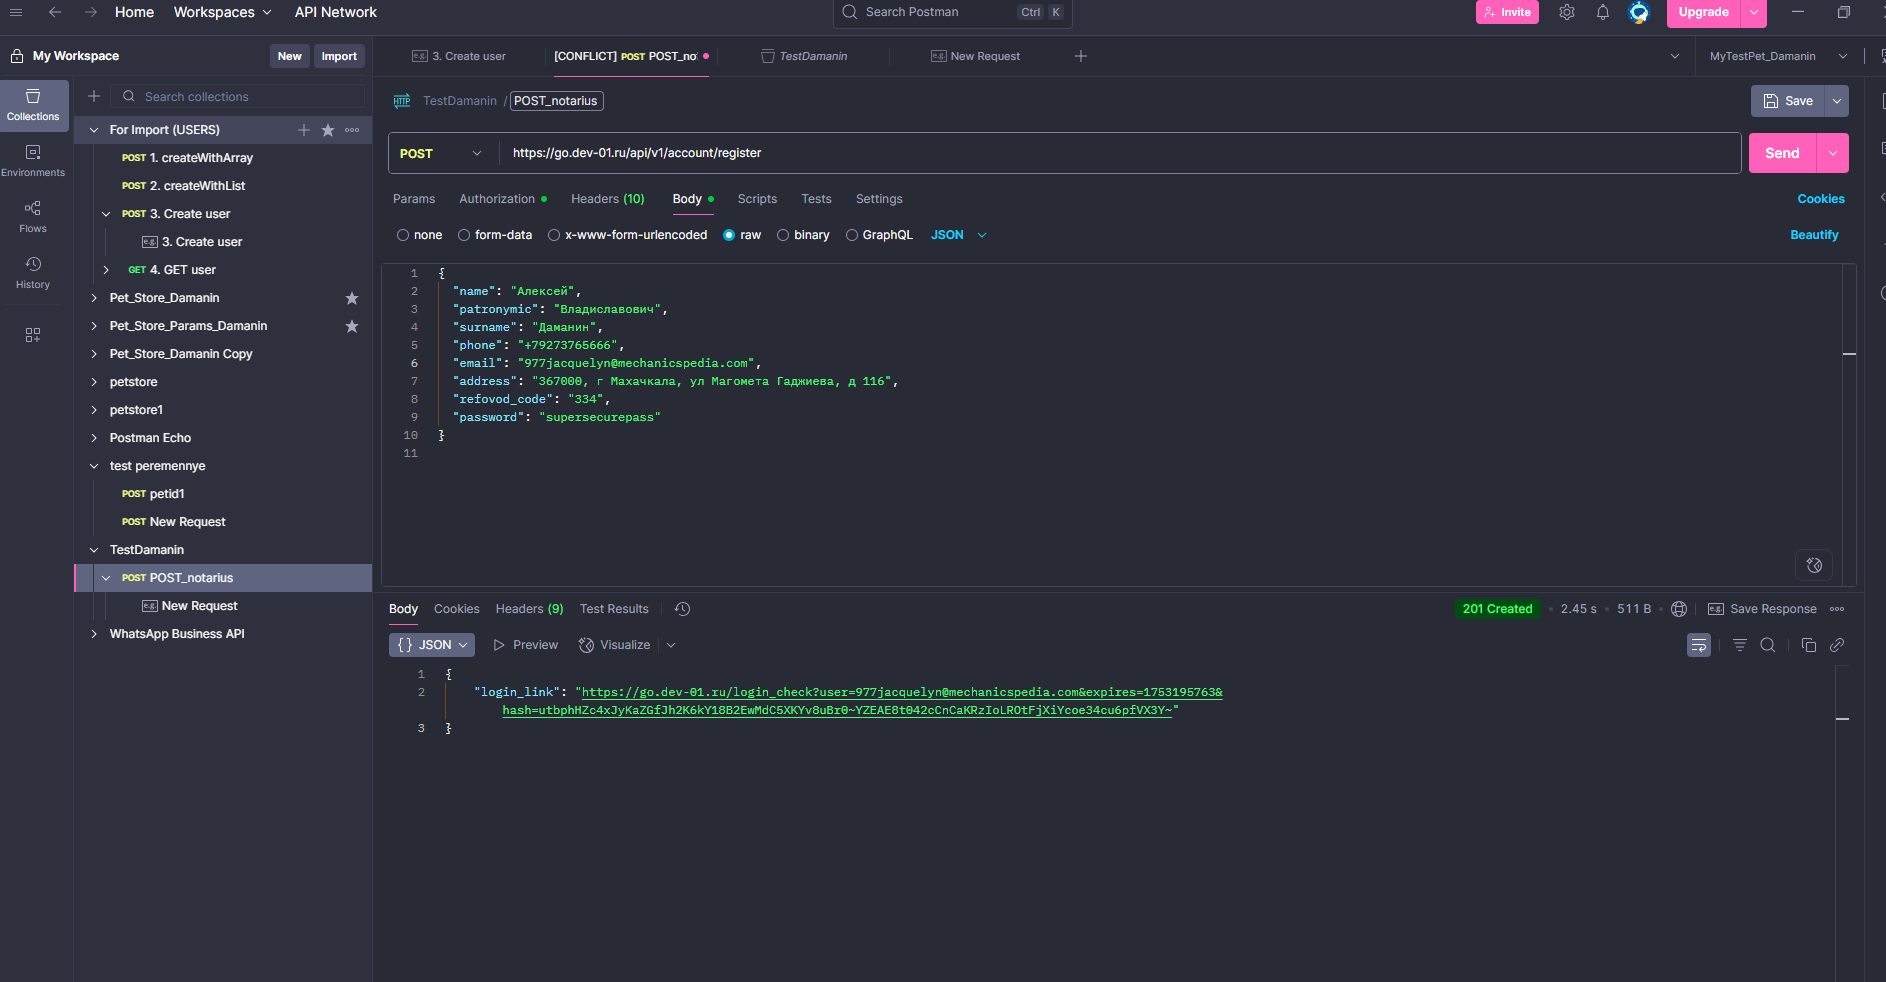 Home Workspaces API Network Search Postman Ctrl K Invite Upgrade
My Workspace New Import
3. Create user [CONFLICT] POST POST_no TestDamanin New Request MyTestPet_Damanin
Collections
Environments
Flows
History
Search collections
For Import (USERS)
POST 1. createWithArray
POST 2. createWithList
POST 3. Create user
e.g. 3. Create user
GET 4. GET user
Pet_Store_Damanin
Pet_Store_Params_Damanin
Pet_Store_Damanin Copy
petstore
petstore1
Postman Echo
test peremennye
POST petid1
POST New Request
TestDamanin
POST POST_notarius
e.g. New Request
WhatsApp Business API
HTTP TestDamanin / POST_notarius Save
POST https://go.dev-01.ru/api/v1/account/register Send
Params Authorization Headers (10) Body Scripts Tests Settings Cookies
none form-data x-www-form-urlencoded raw binary GraphQL JSON Beautify
1 {
2 "name": "Алексей",
3 "patronymic": "Владиславович",
4 "surname": "Даманин",
5 "phone": "+79273765666",
6 "email": "977jacquelyn@mechanicspedia.com",
7 "address": "367000, г Махачкала, ул Магомета Гаджиева, д 116",
8 "refovod_code": "334",
9 "password": "supersecurepass"
10 }
11
Body Cookies Headers (9) Test Results 201 Created 2.45 s 511 B e.g. Save Response
{} JSON Preview Visualize
1 {
2 "login_link": "https://go.dev-01.ru/login_check?user=977jacquelyn@mechanicspedia.com&expires=1753195763&
hash=utbphHZc4xJyKaZGfJh2K6kY18B2EwMdC5XKYv8uBr0~YZEAE8t042cCnCaKRzIoLROtFjXiYcoe34cu6pfVX3Y~"
3 }